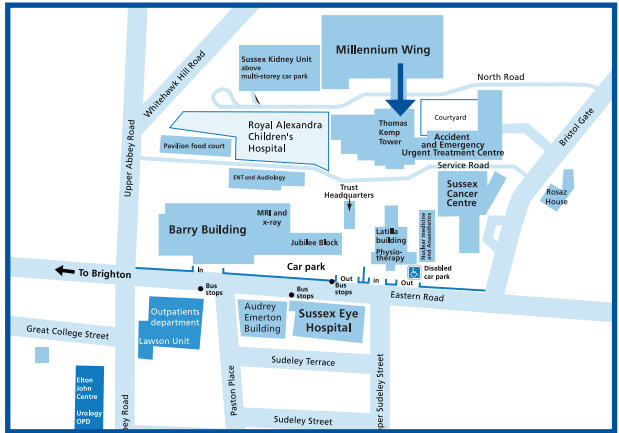 Millennium Wing
Sussex Kidney Unit
above
multi-storey car park
Whitehawk Hill Road
North Road
Bristol Gate
Upper Abbey Road
Royal Alexandra
Children's
Hospital
Pavilion food court
Thomas
Kemp
Tower
Courtyard
Accident
and Emergency
Urgent Treatment Centre
Service Road
ENT and Audiology
Trust
Headquarters
Sussex
Cancer
Centre
Rosaz
House
MRI and
x-ray
Barry Building
Jubilee Block
Latilla
building
Physio-
therapy
Nuclear medicine
and Anaesthetics
To Brighton
In
Car park
Out
in
Out
Disabled
car park
Bus
stops
Bus
stops
Bus
stops
Eastern Road
Outpatients
department
Lawson Unit
Audrey
Emerton
Building
Sussex Eye
Hospital
Great College Street
Paston Place
Sudeley Terrace
Sudeley Street
pper Sudeley Street
Elton
John
Centre
Urology
OPD
ey Road